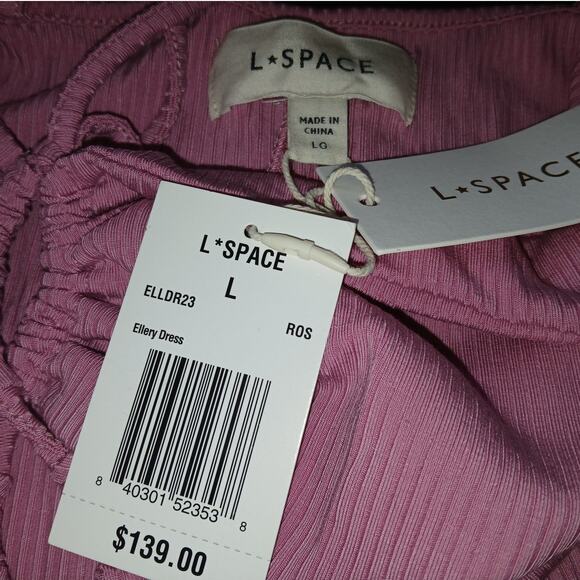 L★SPACE
MADE IN
CHINA
LG
L★SPACE
L*SPACE
L
ELLDR23
ROS
Ellery Dress
8 40301 52353 8
$139.00